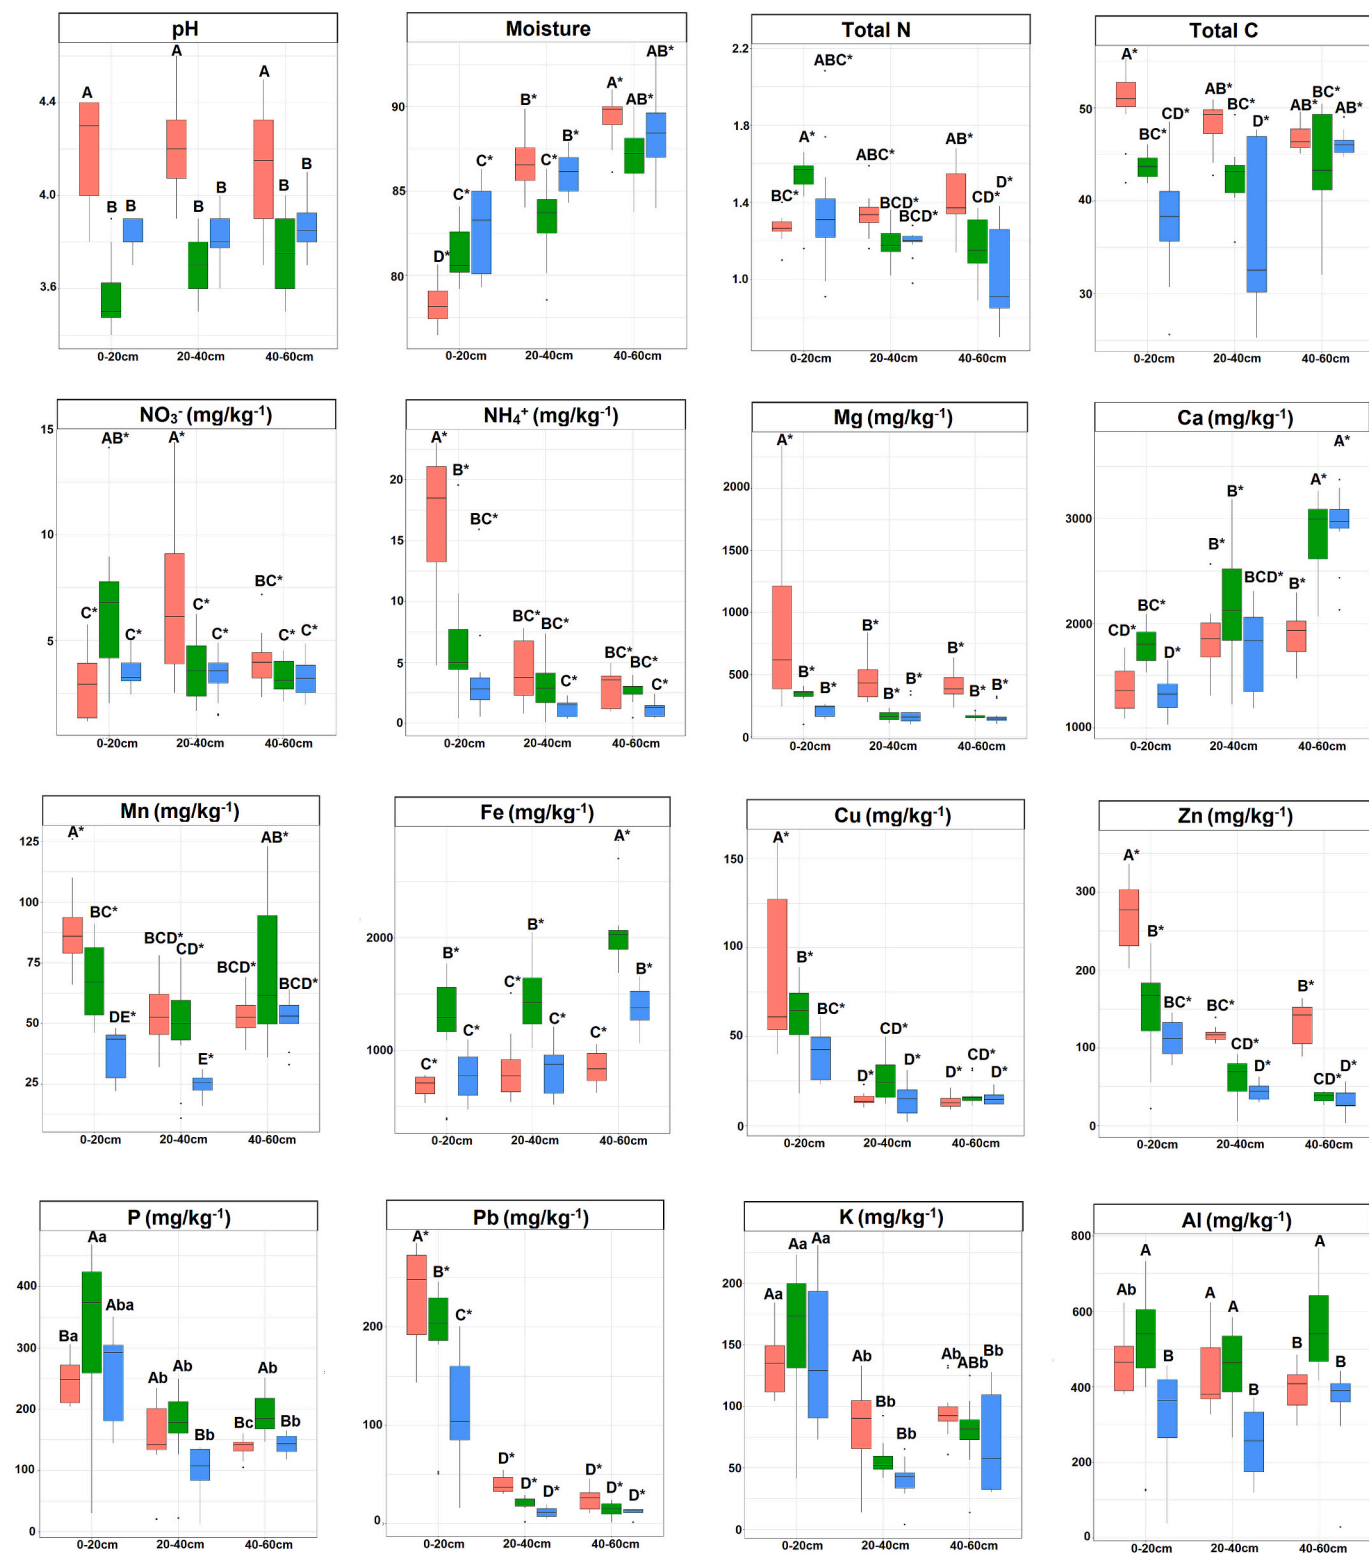 pH
4.4
4.0
3.6
A
B
B
A
B
B
A
B
B
0-20cm 20-40cm 40-60cm
Moisture
90
85
80
D*
C*
C*
B*
C*
B*
A*
AB*
AB*
0-20cm 20-40cm 40-60cm
Total N
2.2
1.8
1.4
1.0
BC*
A*
ABC*
ABC*
BCD*
BCD*
AB*
CD*
D*
0-20cm 20-40cm 40-60cm
Total C
50
40
30
A*
BC*
CD*
AB*
BC*
D*
AB*
BC*
AB*
0-20cm 20-40cm 40-60cm
NO₃⁻ (mg/kg⁻¹)
15
10
5
C*
AB*
C*
A*
C*
C*
BC*
C*
C*
0-20cm 20-40cm 40-60cm
NH₄⁺ (mg/kg⁻¹)
20
15
10
5
0
A*
B*
BC*
BC*
BC*
C*
BC*
BC*
C*
0-20cm 20-40cm 40-60cm
Mg (mg/kg⁻¹)
2000
1500
1000
500
0
A*
B*
B*
B*
B*
B*
B*
B*
B*
0-20cm 20-40cm 40-60cm
Ca (mg/kg⁻¹)
3000
2000
1000
CD*
BC*
D*
B*
B*
BCD*
B*
A*
A*
0-20cm 20-40cm 40-60cm
Mn (mg/kg⁻¹)
125
100
75
50
25
A*
BC*
DE*
BCD*
CD*
E*
BCD*
AB*
BCD*
0-20cm 20-40cm 40-60cm
Fe (mg/kg⁻¹)
2000
1000
C*
B*
C*
C*
B*
C*
C*
A*
B*
0-20cm 20-40cm 40-60cm
Cu (mg/kg⁻¹)
150
100
50
0
A*
B*
BC*
D*
CD*
D*
D*
CD*
D*
0-20cm 20-40cm 40-60cm
Zn (mg/kg⁻¹)
300
200
100
0
A*
B*
BC*
BC*
CD*
D*
B*
CD*
D*
0-20cm 20-40cm 40-60cm
P (mg/kg⁻¹)
400
300
200
100
0
Ba
Aa
Aba
Ab
Ab
Bb
Bc
Ab
Bb
0-20cm 20-40cm 40-60cm
Pb (mg/kg⁻¹)
200
100
0
A*
B*
C*
D*
D*
D*
D*
D*
D*
0-20cm 20-40cm 40-60cm
K (mg/kg⁻¹)
200
150
100
50
0
Aa
Aa
Aa
Ab
Bb
Bb
Ab
ABb
Bb
0-20cm 20-40cm 40-60cm
Al (mg/kg⁻¹)
800
600
400
200
0
Ab
A
B
A
A
B
B
A
B
0-20cm 20-40cm 40-60cm